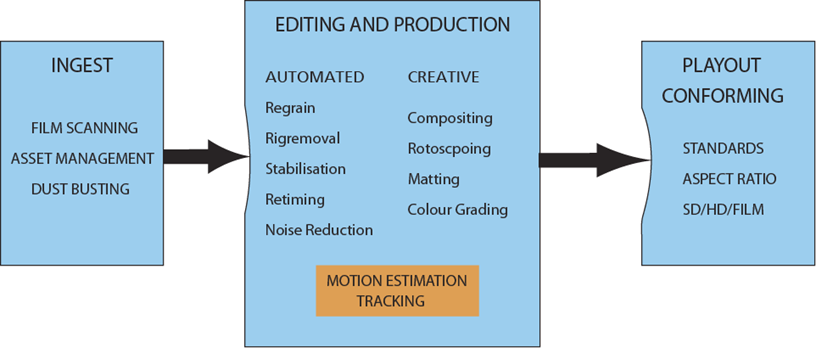 INGEST
FILM SCANNING
ASSET MANAGEMENT
DUST BUSTING
EDITING AND PRODUCTION
AUTOMATED
Regrain
Rigremoval
Stabilisation
Retiming
Noise Reduction
CREATIVE
Compositing
Rotoscpoing
Matting
Colour Grading
MOTION ESTIMATION
TRACKING
PLAYOUT
CONFORMING
STANDARDS
ASPECT RATIO
SD/HD/FILM